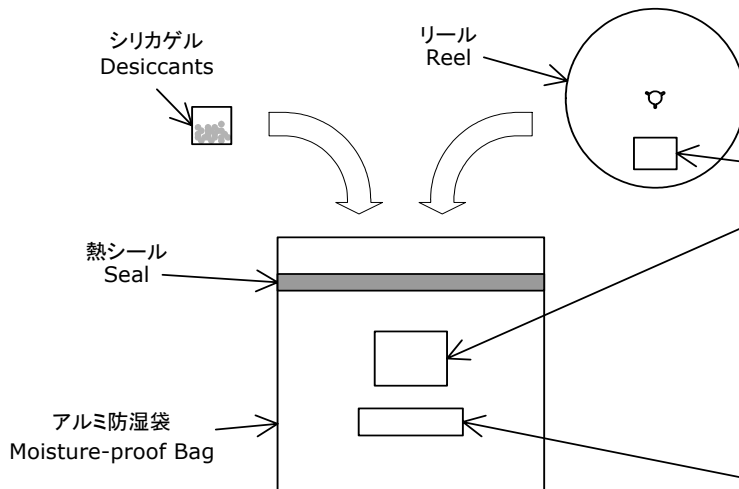 シリカゲル
Desiccants
リール
Reel
熱シール
Seal
アルミ防湿袋
Moisture-proof Bag